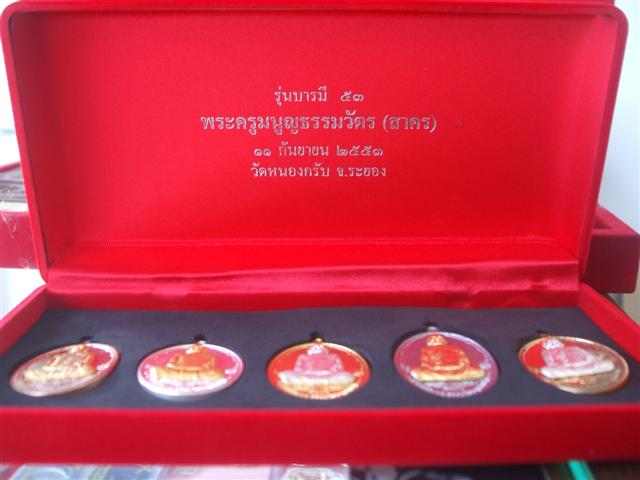 รุ่นบารมี ๕๓
พระครูมนูญธรรมวัตร (สาคร)
๑๑ กันยายน ๒๕๕๓
วัดหนองกรับ จ.ระยอง